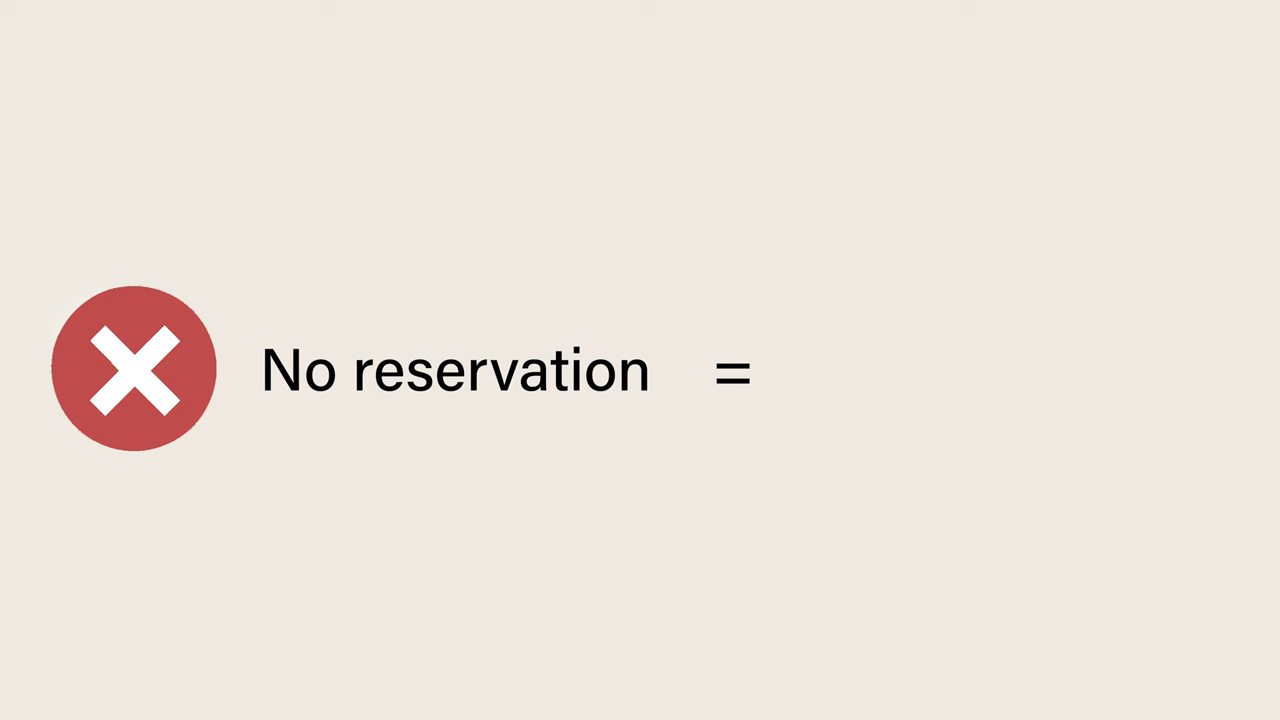 No reservation =